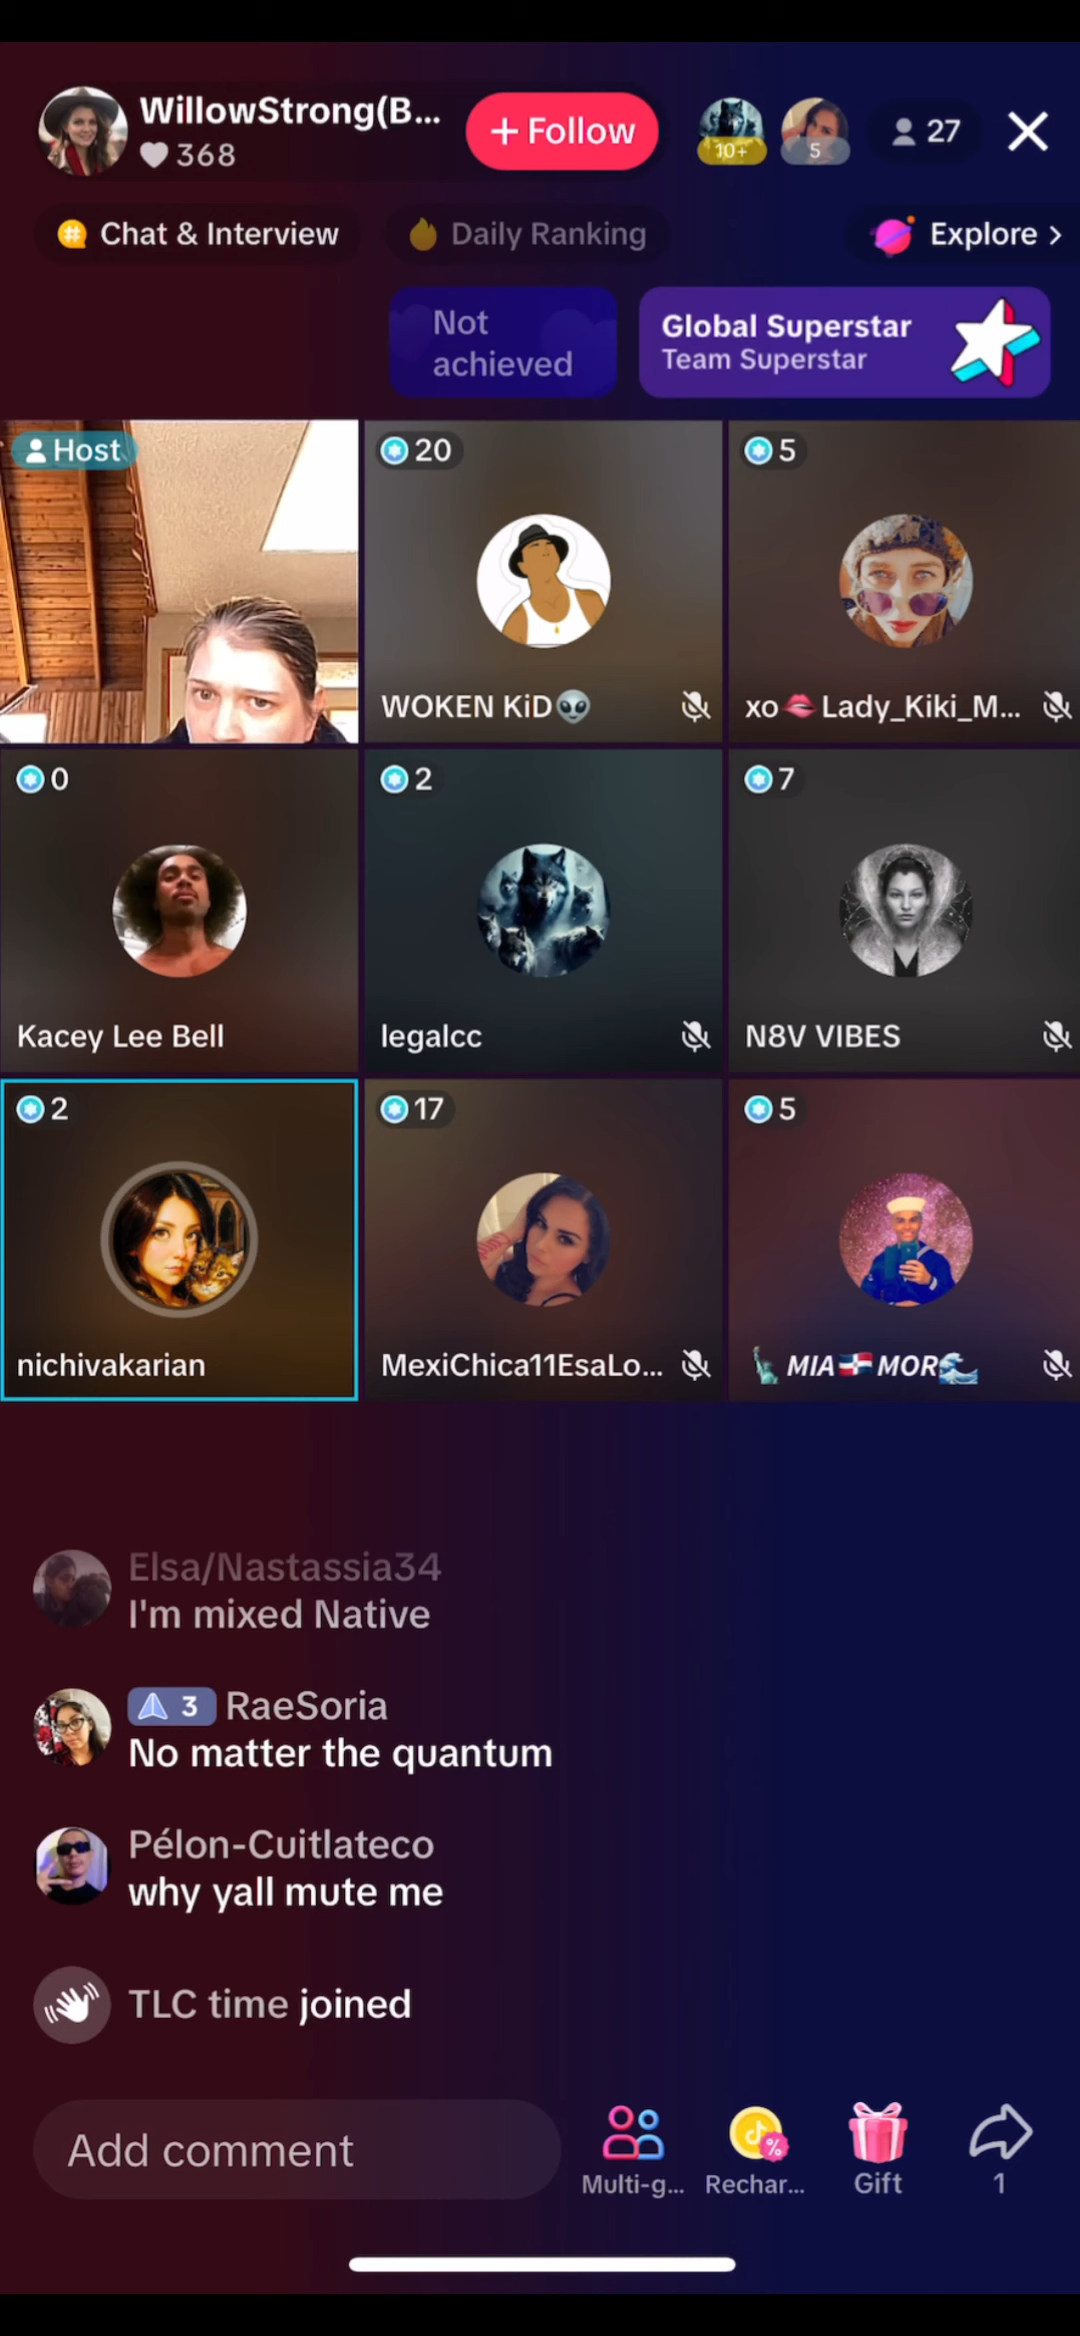 WillowStrong(B...
368
+ Follow
10+
5
27
Chat & Interview
Daily Ranking
Explore >
Not
achieved
Global Superstar
Team Superstar
Host
20
WOKEN KiD👽
5
xo💋Lady_Kiki_M...
0
Kacey Lee Bell
2
legalcc
7
N8V VIBES
2
nichivakarian
17
MexiChica11EsaLo...
5
🗽 MIA🇩🇴MOR🌊
Elsa/Nastassia34
I'm mixed Native
3 RaeSoria
No matter the quantum
Pélon-Cuitlateco
why yall mute me
TLC time joined
Add comment
Multi-g...
Rechar...
Gift
1